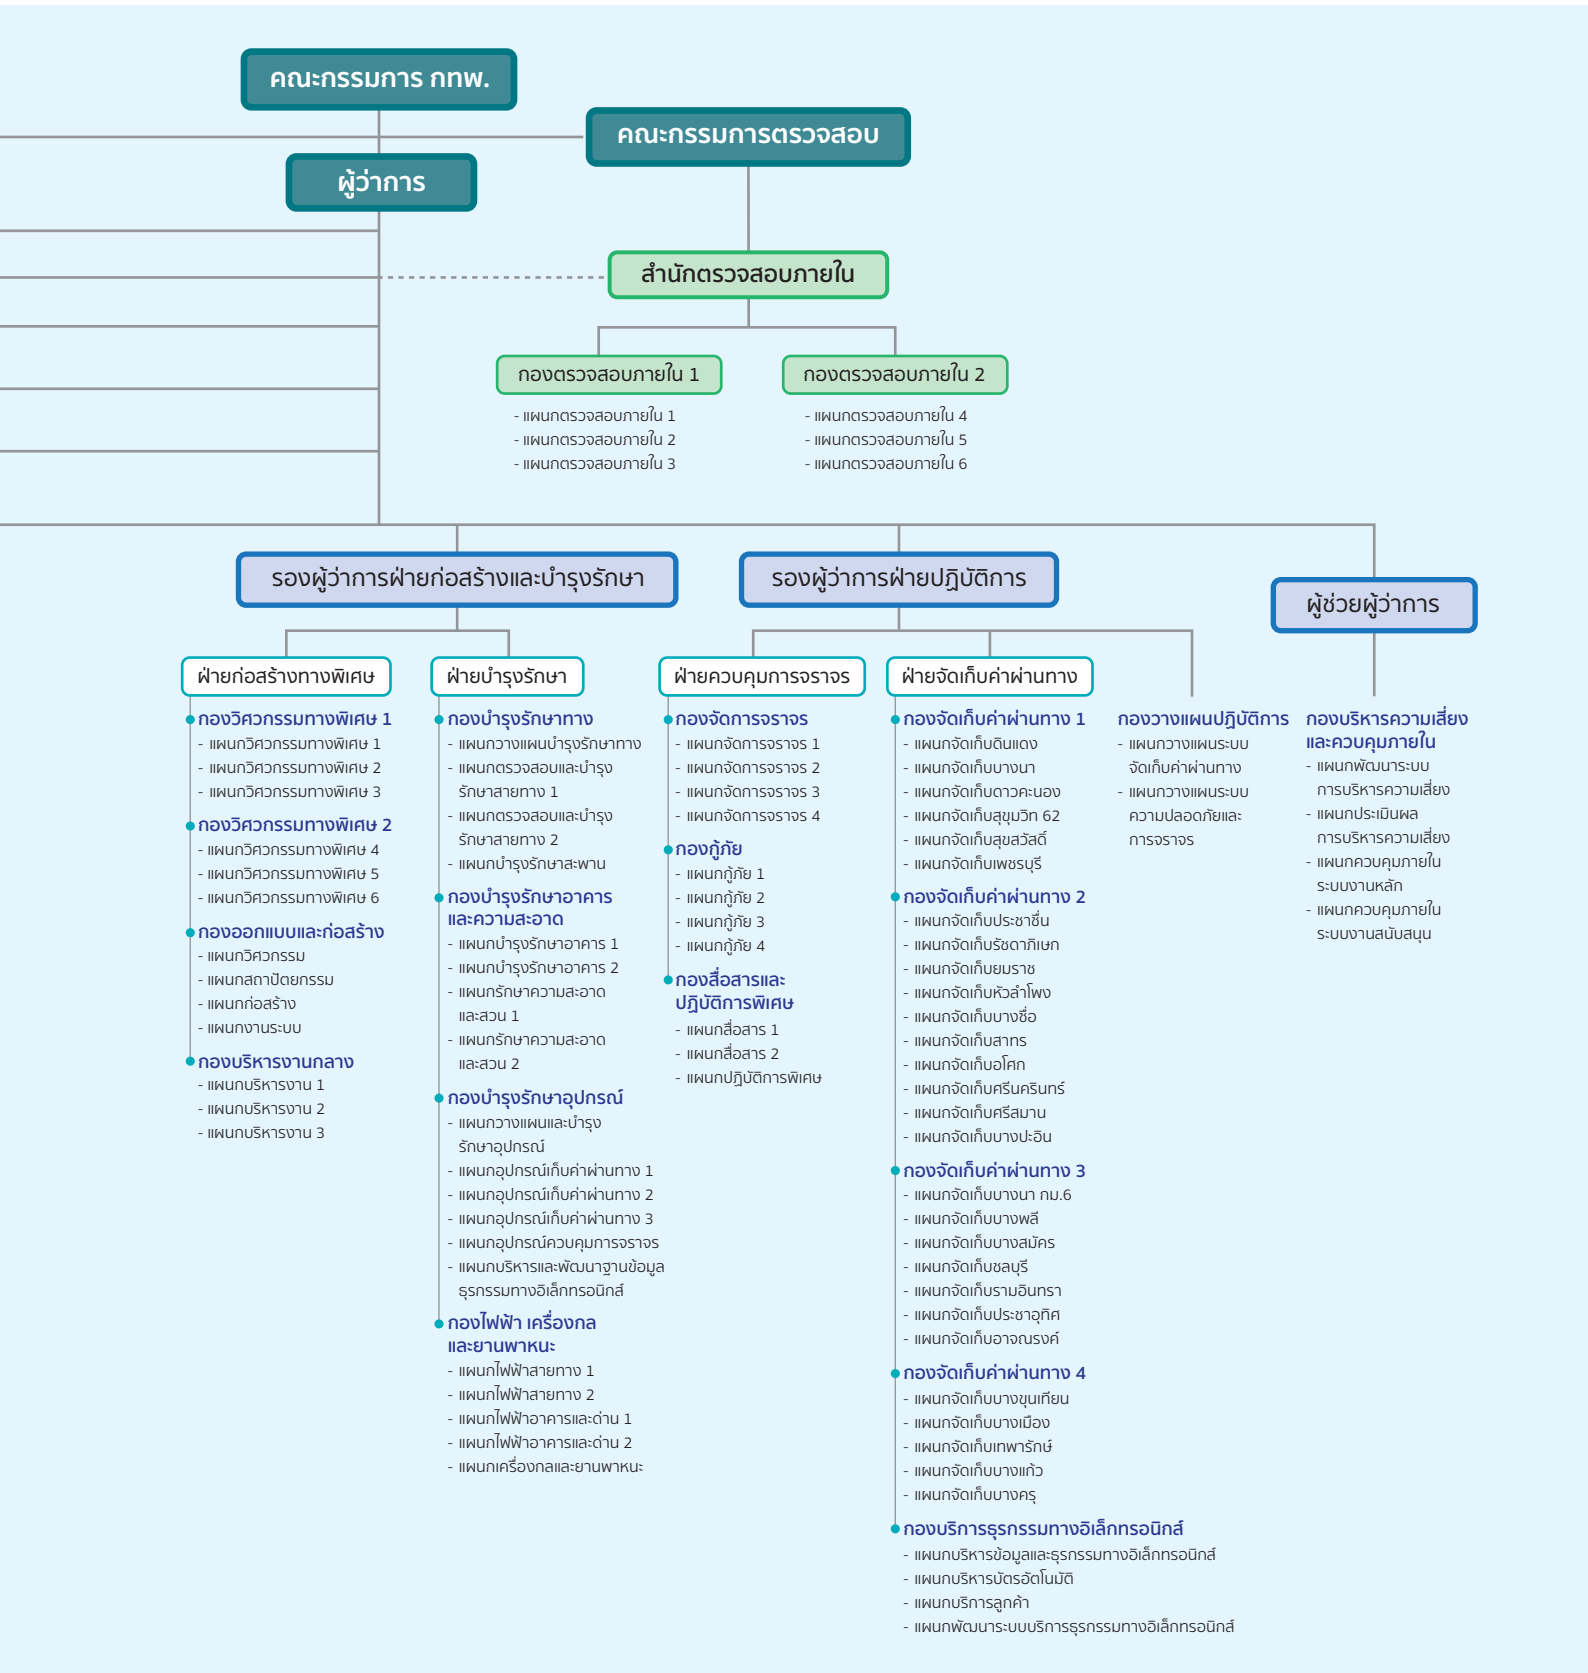 คณะกรรมการ กทพ.
คณะกรรมการตรวจสอบ
ผู้ว่าการ
สำนักตรวจสอบภายใน
กองตรวจสอบภายใน 1
- แผนกตรวจสอบภายใน 1
- แผนกตรวจสอบภายใน 2
- แผนกตรวจสอบภายใน 3
กองตรวจสอบภายใน 2
- แผนกตรวจสอบภายใน 4
- แผนกตรวจสอบภายใน 5
- แผนกตรวจสอบภายใน 6
รองผู้ว่าการฝ่ายก่อสร้างและบำรุงรักษา
รองผู้ว่าการฝ่ายปฏิบัติการ
ผู้ช่วยผู้ว่าการ
ฝ่ายก่อสร้างทางพิเศษ
กองวิศวกรรมทางพิเศษ 1
- แผนกวิศวกรรมทางพิเศษ 1
- แผนกวิศวกรรมทางพิเศษ 2
- แผนกวิศวกรรมทางพิเศษ 3
กองวิศวกรรมทางพิเศษ 2
- แผนกวิศวกรรมทางพิเศษ 4
- แผนกวิศวกรรมทางพิเศษ 5
- แผนกวิศวกรรมทางพิเศษ 6
กองออกแบบและก่อสร้าง
- แผนกวิศวกรรม
- แผนกสถาปัตยกรรม
- แผนกก่อสร้าง
- แผนกงานระบบ
กองบริหารงานกลาง
- แผนกบริหารงาน 1
- แผนกบริหารงาน 2
- แผนกบริหารงาน 3
ฝ่ายบำรุงรักษา
กองบำรุงรักษาทาง
- แผนกวางแผนบำรุงรักษาทาง
- แผนกตรวจสอบและบำรุง
รักษาสายทาง 1
- แผนกตรวจสอบและบำรุง
รักษาสายทาง 2
- แผนกบำรุงรักษาสะพาน
กองบำรุงรักษาอาคาร
และความสะอาด
- แผนกบำรุงรักษาอาคาร 1
- แผนกบำรุงรักษาอาคาร 2
- แผนกรักษาความสะอาด
และสวน 1
- แผนกรักษาความสะอาด
และสวน 2
กองบำรุงรักษาอุปกรณ์
- แผนกวางแผนและบำรุง
รักษาอุปกรณ์
- แผนกอุปกรณ์เก็บค่าผ่านทาง 1
- แผนกอุปกรณ์เก็บค่าผ่านทาง 2
- แผนกอุปกรณ์เก็บค่าผ่านทาง 3
- แผนกอุปกรณ์ควบคุมการจราจร
- แผนกบริหารและพัฒนาฐานข้อมูล
ธุรกรรมทางอิเล็กทรอนิกส์
กองไฟฟ้า เครื่องกล
และยานพาหนะ
- แผนกไฟฟ้าสายทาง 1
- แผนกไฟฟ้าสายทาง 2
- แผนกไฟฟ้าอาคารและด่าน 1
- แผนกไฟฟ้าอาคารและด่าน 2
- แผนกเครื่องกลและยานพาหนะ
ฝ่ายควบคุมการจราจร
กองจัดการจราจร
- แผนกจัดการจราจร 1
- แผนกจัดการจราจร 2
- แผนกจัดการจราจร 3
- แผนกจัดการจราจร 4
กองกู้ภัย
- แผนกกู้ภัย 1
- แผนกกู้ภัย 2
- แผนกกู้ภัย 3
- แผนกกู้ภัย 4
กองสื่อสารและ
ปฏิบัติการพิเศษ
- แผนกสื่อสาร 1
- แผนกสื่อสาร 2
- แผนกปฏิบัติการพิเศษ
ฝ่ายจัดเก็บค่าผ่านทาง
กองจัดเก็บค่าผ่านทาง 1
- แผนกจัดเก็บดินแดง
- แผนกจัดเก็บบางนา
- แผนกจัดเก็บดาวคะนอง
- แผนกจัดเก็บสุขุมวิท 62
- แผนกจัดเก็บสุขสวัสดิ์
- แผนกจัดเก็บเพชรบุรี
กองจัดเก็บค่าผ่านทาง 2
- แผนกจัดเก็บประชาชื่น
- แผนกจัดเก็บรัชดาภิเษก
- แผนกจัดเก็บยมราช
- แผนกจัดเก็บหัวลำโพง
- แผนกจัดเก็บบางซื่อ
- แผนกจัดเก็บสาทร
- แผนกจัดเก็บอโศก
- แผนกจัดเก็บศรีนครินทร์
- แผนกจัดเก็บศรีสมาน
- แผนกจัดเก็บบางปะอิน
กองจัดเก็บค่าผ่านทาง 3
- แผนกจัดเก็บบางนา กม.6
- แผนกจัดเก็บบางพลี
- แผนกจัดเก็บบางสมัคร
- แผนกจัดเก็บชลบุรี
- แผนกจัดเก็บรามอินทรา
- แผนกจัดเก็บประชาอุทิศ
- แผนกจัดเก็บอาจณรงค์
กองจัดเก็บค่าผ่านทาง 4
- แผนกจัดเก็บบางขุนเทียน
- แผนกจัดเก็บบางเมือง
- แผนกจัดเก็บเทพารักษ์
- แผนกจัดเก็บบางแก้ว
- แผนกจัดเก็บบางครุ
กองบริการธุรกรรมทางอิเล็กทรอนิกส์
- แผนกบริหารข้อมูลและธุรกรรมทางอิเล็กทรอนิกส์
- แผนกบริหารบัตรอัตโนมัติ
- แผนกบริการลูกค้า
- แผนกพัฒนาระบบบริการธุรกรรมทางอิเล็กทรอนิกส์
กองวางแผนปฏิบัติการ
- แผนกวางแผนระบบ
จัดเก็บค่าผ่านทาง
- แผนกวางแผนระบบ
ความปลอดภัยและ
การจราจร
กองบริหารความเสี่ยง
และควบคุมภายใน
- แผนกพัฒนาระบบ
การบริหารความเสี่ยง
- แผนกประเมินผล
การบริหารความเสี่ยง
- แผนกควบคุมภายใน
ระบบงานหลัก
- แผนกควบคุมภายใน
ระบบงานสนับสนุน